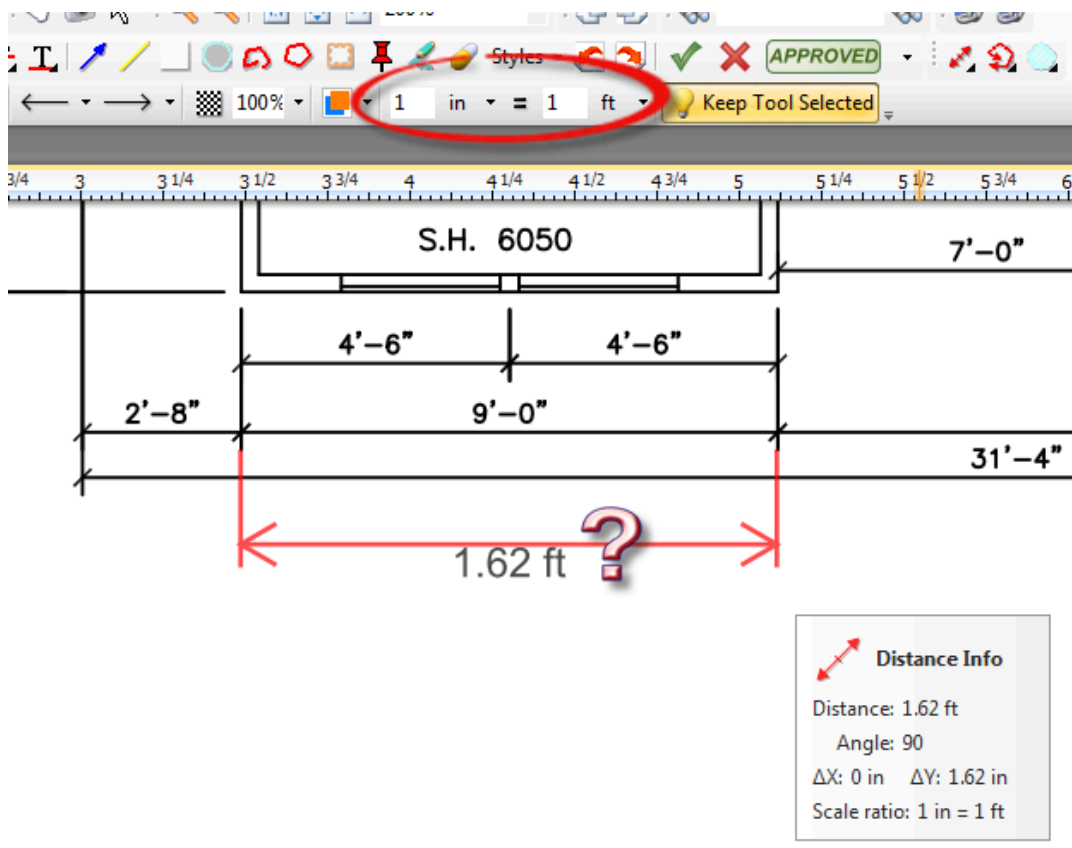 Styles APPROVED
100% 1 in = 1 ft Keep Tool Selected
3/4 3 3 1/4 3 1/2 3 3/4 4 4 1/4 4 1/2 4 3/4 5 5 1/4 5 1/2 5 3/4 6
S.H. 6050
7'-0"
4'-6" 4'-6"
2'-8" 9'-0"
31'-4"
1.62 ft ?
Distance Info
Distance: 1.62 ft
Angle: 90
ΔX: 0 in ΔY: 1.62 in
Scale ratio: 1 in = 1 ft